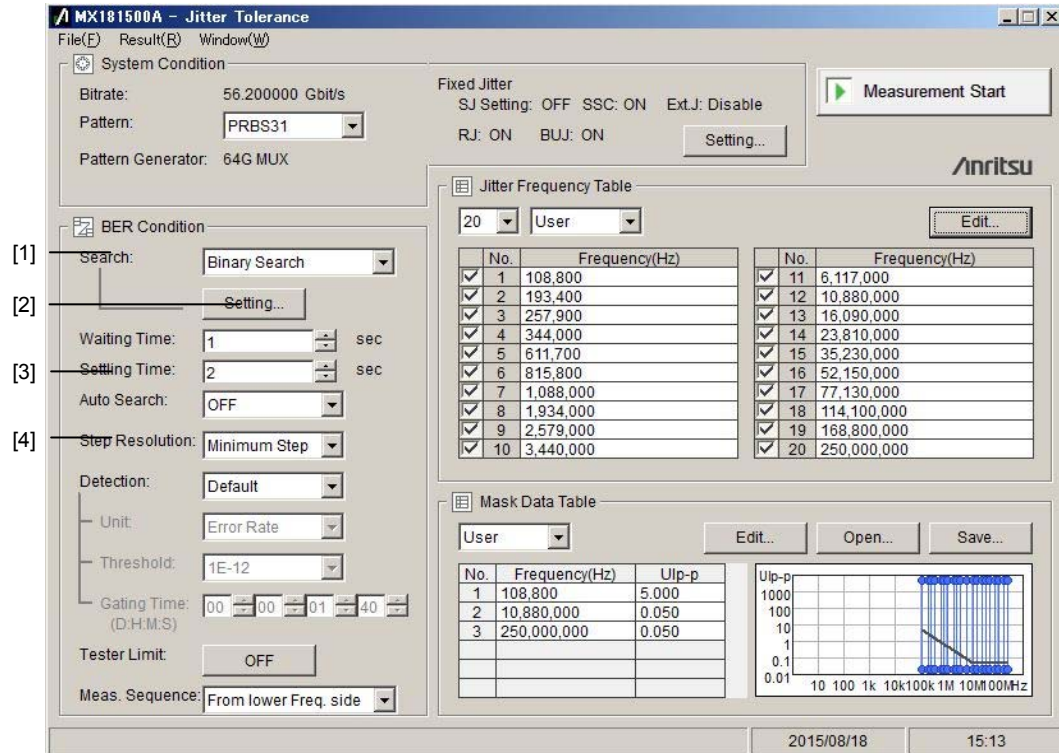 MX181500A - Jitter Tolerance
File(F) Result(R) Window(W)
System Condition
Bitrate: 56.200000 Gbit/s
Pattern: PRBS31
Pattern Generator: 64G MUX
Fixed Jitter
SJ Setting: OFF SSC: ON Ext.J: Disable
RJ: ON BUJ: ON Setting...
Measurement Start
Anritsu
[1]
[2]
[3]
[4]
BER Condition
Search: Binary Search
Setting...
Waiting Time: 1 sec
Settling Time: 2 sec
Auto Search: OFF
Step Resolution: Minimum Step
Detection: Default
Unit: Error Rate
Threshold: 1E-12
Gating Time: 00 00 01 40
(D:H:M:S)
Tester Limit: OFF
Meas. Sequence: From lower Freq. side
Jitter Frequency Table
20 User Edit...
No. Frequency(Hz) No. Frequency(Hz)
1 108,800 11 6,117,000
2 193,400 12 10,880,000
3 257,900 13 16,090,000
4 344,000 14 23,810,000
5 611,700 15 35,230,000
6 815,800 16 52,150,000
7 1,088,000 17 77,130,000
8 1,934,000 18 114,100,000
9 2,579,000 19 168,800,000
10 3,440,000 20 250,000,000
Mask Data Table
User Edit... Open... Save...
No. Frequency(Hz) UIp-p
1 108,800 5.000
2 10,880,000 0.050
3 250,000,000 0.050
UIp-p
1000
100
10
1
0.1
0.01
10 100 1k 10k 100k 1M 10M 100M Hz
2015/08/18 15:13